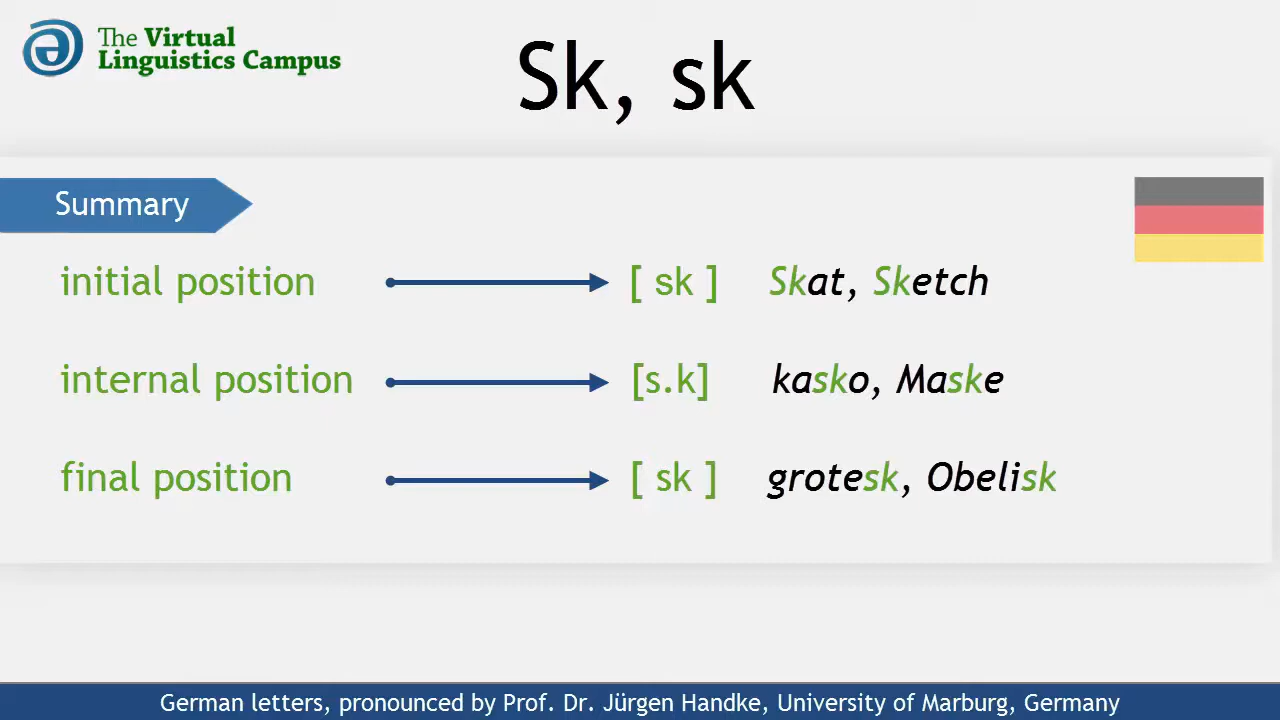 The Virtual
Linguistics Campus
Sk, sk
Summary
initial position [ sk ] Skat, Sketch
internal position [s.k] kasko, Maske
final position [ sk ] grotesk, Obelisk
German letters, pronounced by Prof. Dr. Jürgen Handke, University of Marburg, Germany